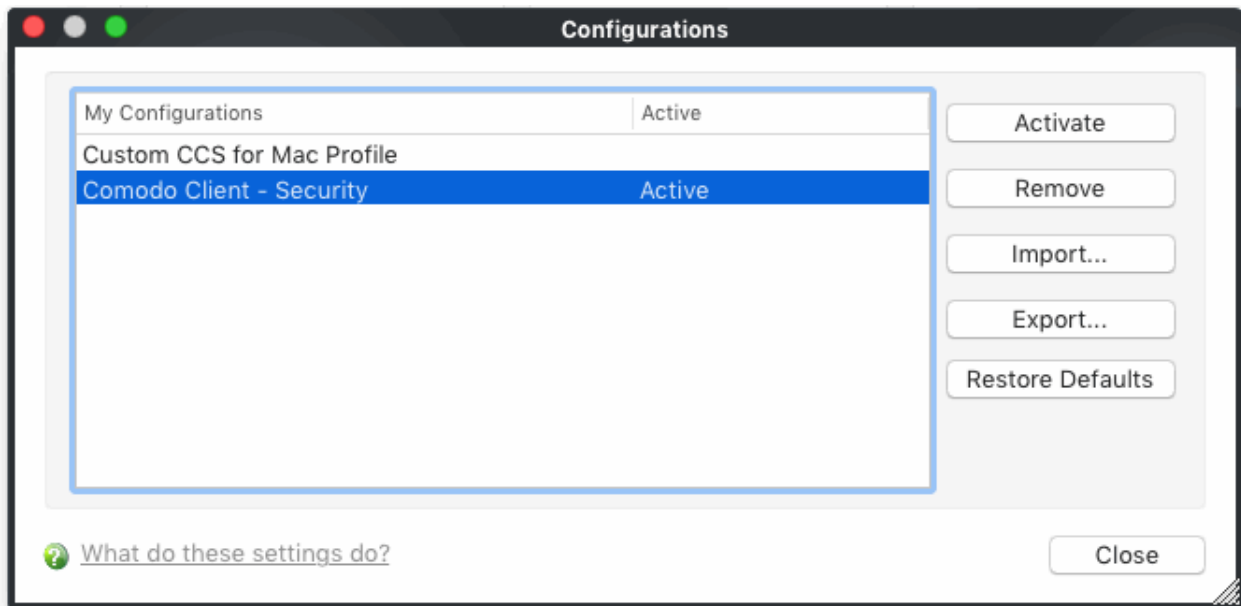 Configurations
My Configurations Active
Custom CCS for Mac Profile
Comodo Client - Security Active
Activate
Remove
Import...
Export...
Restore Defaults
What do these settings do?
Close